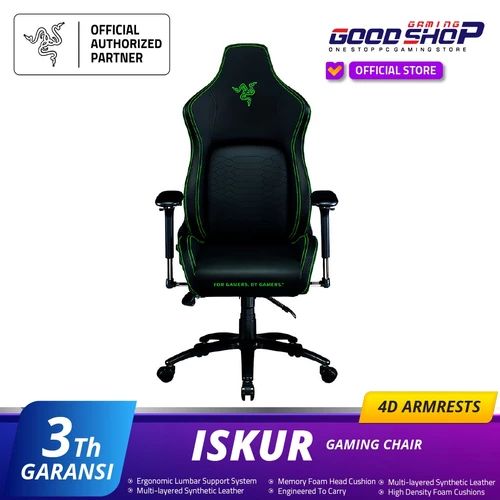 OFFICIAL
AUTHORIZED
PARTNER
GAMING
GOODSHOP
ONE STOP PC GAMING STORE
OFFICIAL STORE
FOR GAMERS. BY GAMERS.™
4D ARMRESTS
3Th
GARANSI
ISKUR GAMING CHAIR
Ergonomic Lumbar Support System
Multi-layered Synthetic Leather
Memory Foam Head Cushion
Engineered To Carry
Multi-layered Synthetic Leather
High Density Foam Cushions